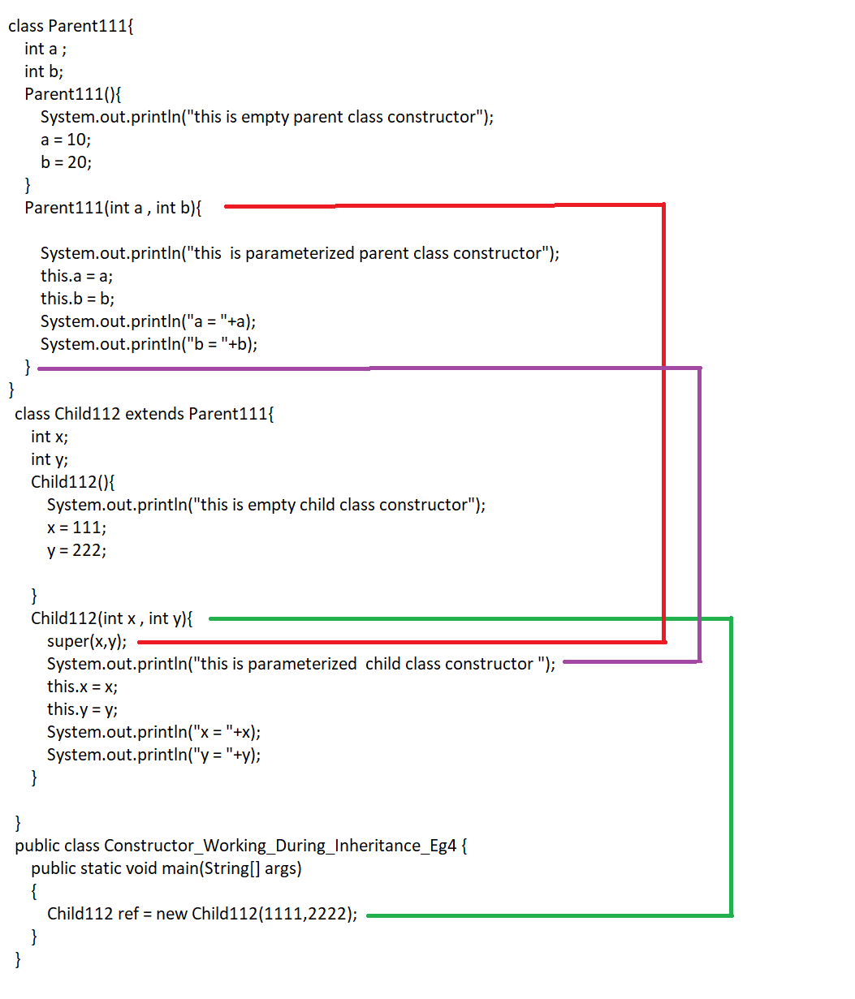 class Parent111{
int a ;
int b;
Parent111(){
System.out.println("this is empty parent class constructor");
a = 10;
b = 20;
}
Parent111(int a , int b){
System.out.println("this  is parameterized parent class constructor");
this.a = a;
this.b = b;
System.out.println("a = "+a);
System.out.println("b = "+b);
}
}
class Child112 extends Parent111{
int x;
int y;
Child112(){
System.out.println("this is empty child class constructor");
x = 111;
y = 222;
}
Child112(int x , int y){
super(x,y);
System.out.println("this is parameterized  child class constructor ");
this.x = x;
this.y = y;
System.out.println("x = "+x);
System.out.println("y = "+y);
}
}
public class Constructor_Working_During_Inheritance_Eg4 {
public static void main(String[] args)
{
Child112 ref = new Child112(1111,2222);
}
}